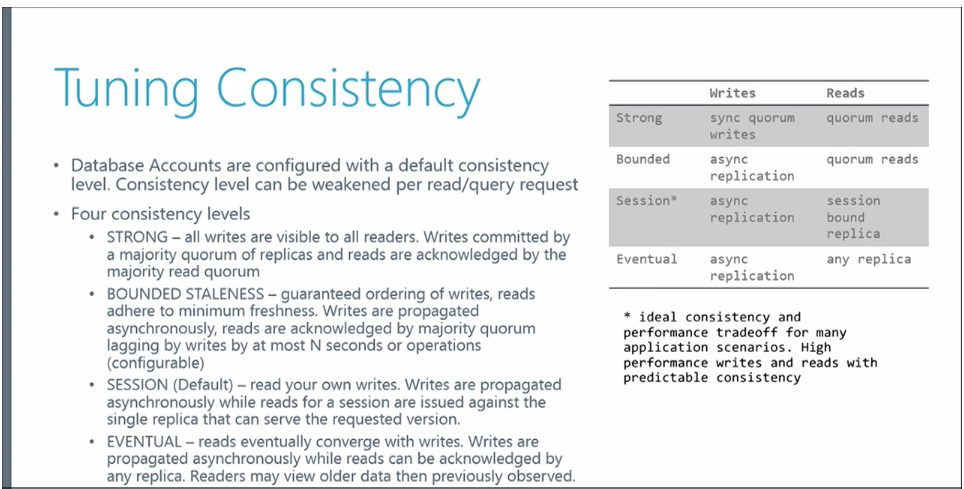 Tuning Consistency
• Database Accounts are configured with a default consistency
level. Consistency level can be weakened per read/query request
• Four consistency levels
• STRONG – all writes are visible to all readers. Writes committed by
a majority quorum of replicas and reads are acknowledged by the
majority read quorum
• BOUNDED STALENESS – guaranteed ordering of writes, reads
adhere to minimum freshness. Writes are propagated
asynchronously, reads are acknowledged by majority quorum
lagging by writes by at most N seconds or operations
(configurable)
• SESSION (Default) – read your own writes. Writes are propagated
asynchronously while reads for a session are issued against the
single replica that can serve the requested version.
• EVENTUAL – reads eventually converge with writes. Writes are
propagated asynchronously while reads can be acknowledged by
any replica. Readers may view older data then previously observed.
Writes Reads
Strong sync quorum quorum reads
writes
Bounded async quorum reads
replication
Session* async session
replication bound
replica
Eventual async any replica
replication
* ideal consistency and
performance tradeoff for many
application scenarios. High
performance writes and reads with
predictable consistency